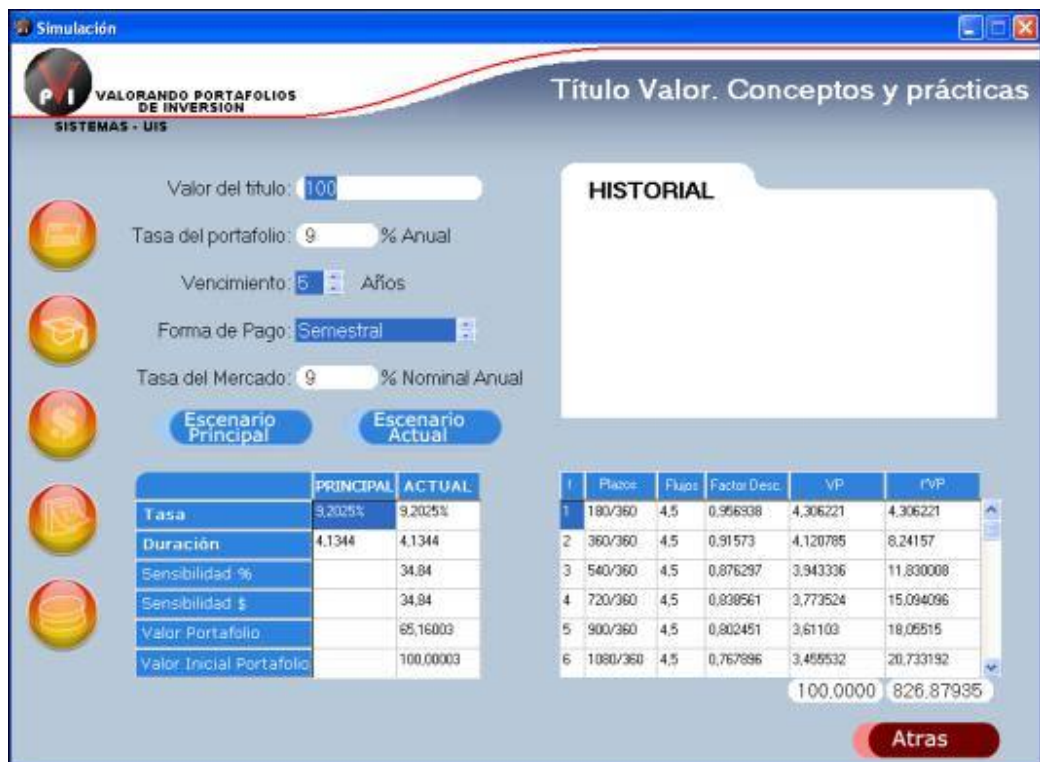 Simulación
PVI
VALORANDO PORTAFOLIOS
DE INVERSION
SISTEMAS - UIS
Título Valor. Conceptos y prácticas
Valor del título: 100
Tasa del portafolio: 9 % Anual
Vencimiento: 5 Años
Forma de Pago: Semestral
Tasa del Mercado: 9 % Nominal Anual
Escenario
Principal
Escenario
Actual
HISTORIAL
PRINCIPAL ACTUAL
Tasa 9,2025% 9,2025%
Duración 4,1344 4,1344
Sensibilidad % 34,84
Sensibilidad $ 34,84
Valor Portafolio 65,16003
Valor Inicial Portafolio 100,00003
t Plazos Flujos Factor Desc. VP t*VP
1 180/360 4,5 0,956938 4,306221 4,306221
2 360/360 4,5 0,91573 4,120785 8,24157
3 540/360 4,5 0,876297 3,943336 11,830008
4 720/360 4,5 0,838561 3,773524 15,094096
5 900/360 4,5 0,802451 3,61103 18,05515
6 1080/360 4,5 0,767896 3,455532 20,733192
100,0000 826,87935
Atras